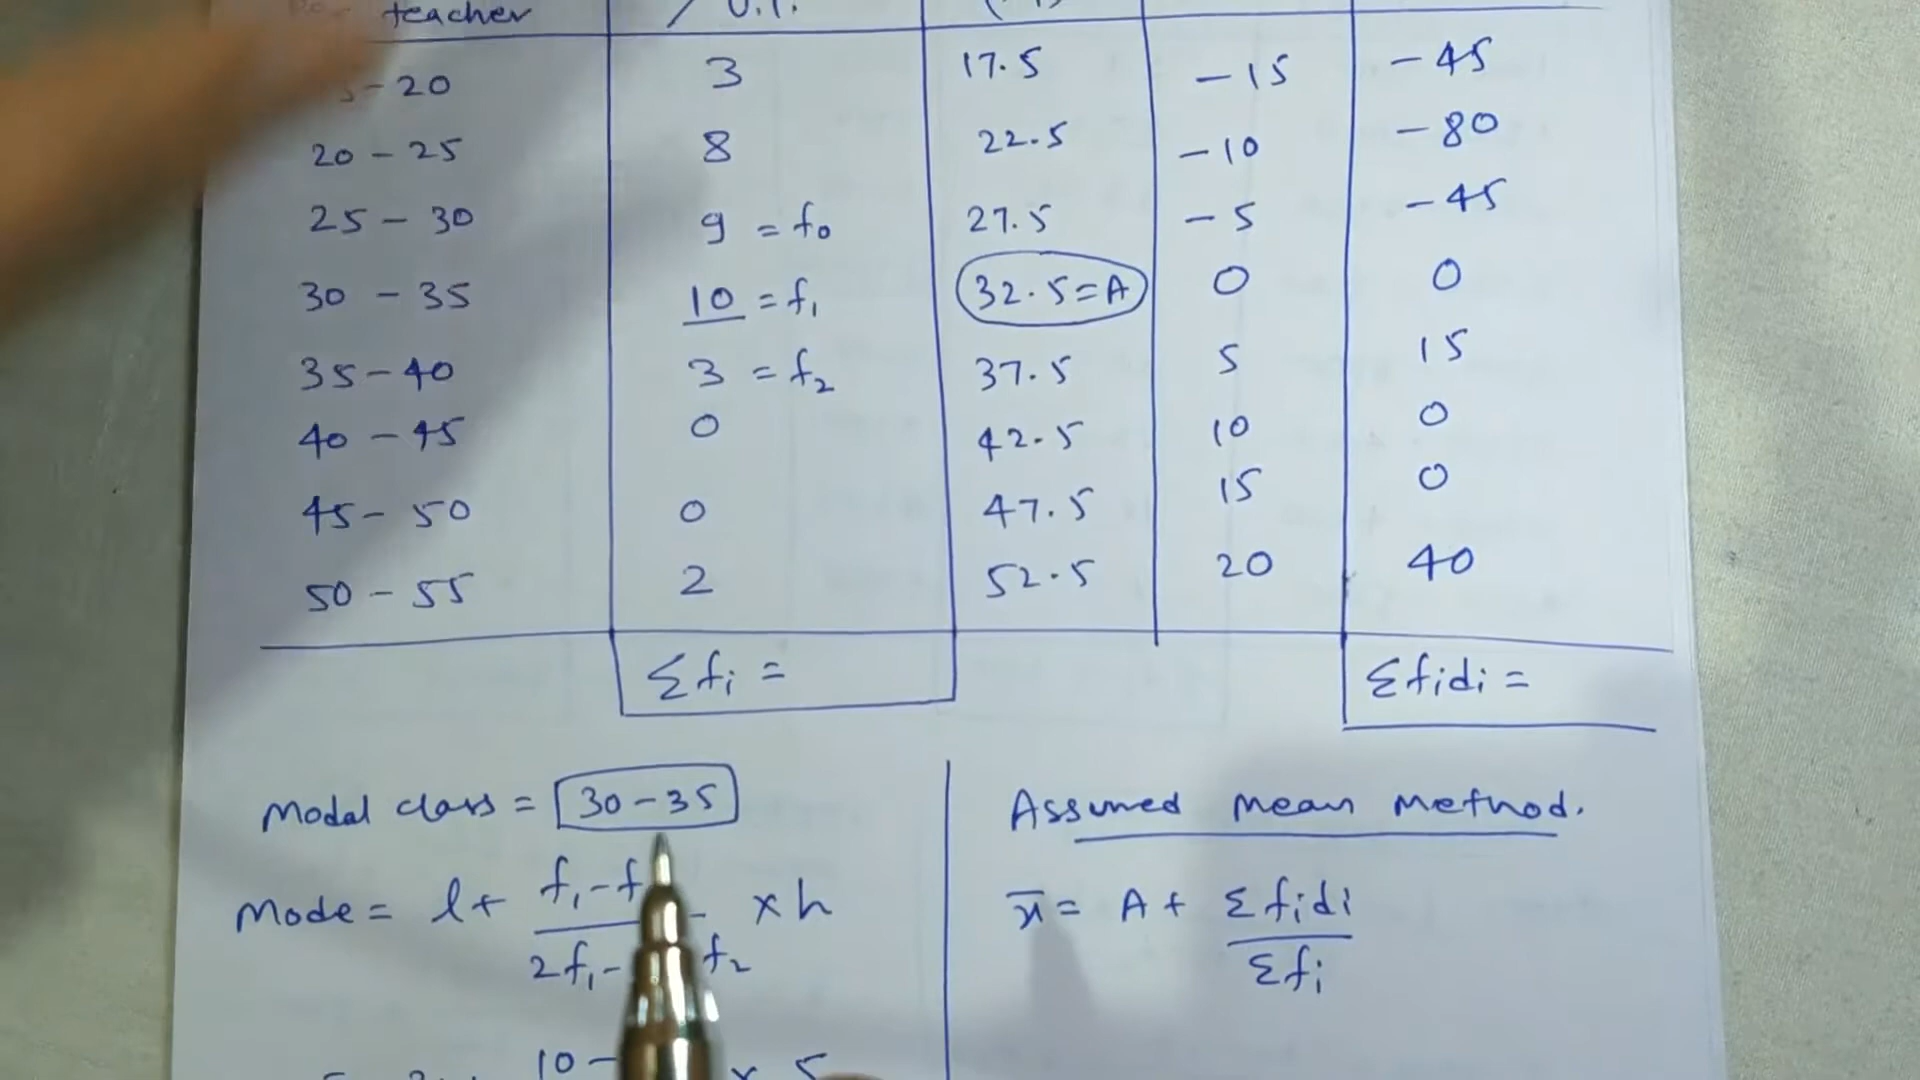 teacher
-20 3 17.5 -15 -45
20 - 25 8 22.5 -10 -80
25 - 30 9 = f₀ 27.5 -5 -45
30 - 35 10 = f₁ 32.5=A 0 0
35-40 3 = f₂ 37.5 5 15
40 - 45 0 42.5 10 0
45- 50 0 47.5 15 0
50 - 55 2 52.5 20 40
Σfi = Σfidi =
Modal class = 30-35
Mode = l+ f₁-f / 2f₁- f₂ x h
10- x 5
Assumed mean method.
x̄ = A + Σfidi / Σfi